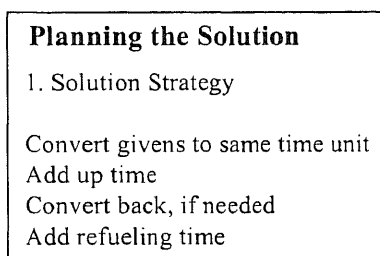 Planning the Solution
1. Solution Strategy
Convert givens to same time unit
Add up time
Convert back, if needed
Add refueling time